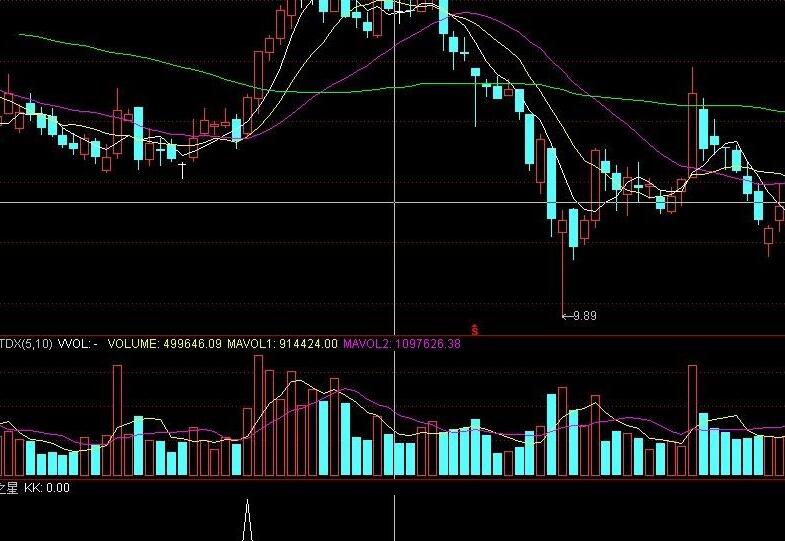 ←9.89
S
TDX(5,10) VVOL: - VOLUME: 499646.09 MAVOL1: 914424.00 MAVOL2: 1097626.38
之星 KK: 0.00